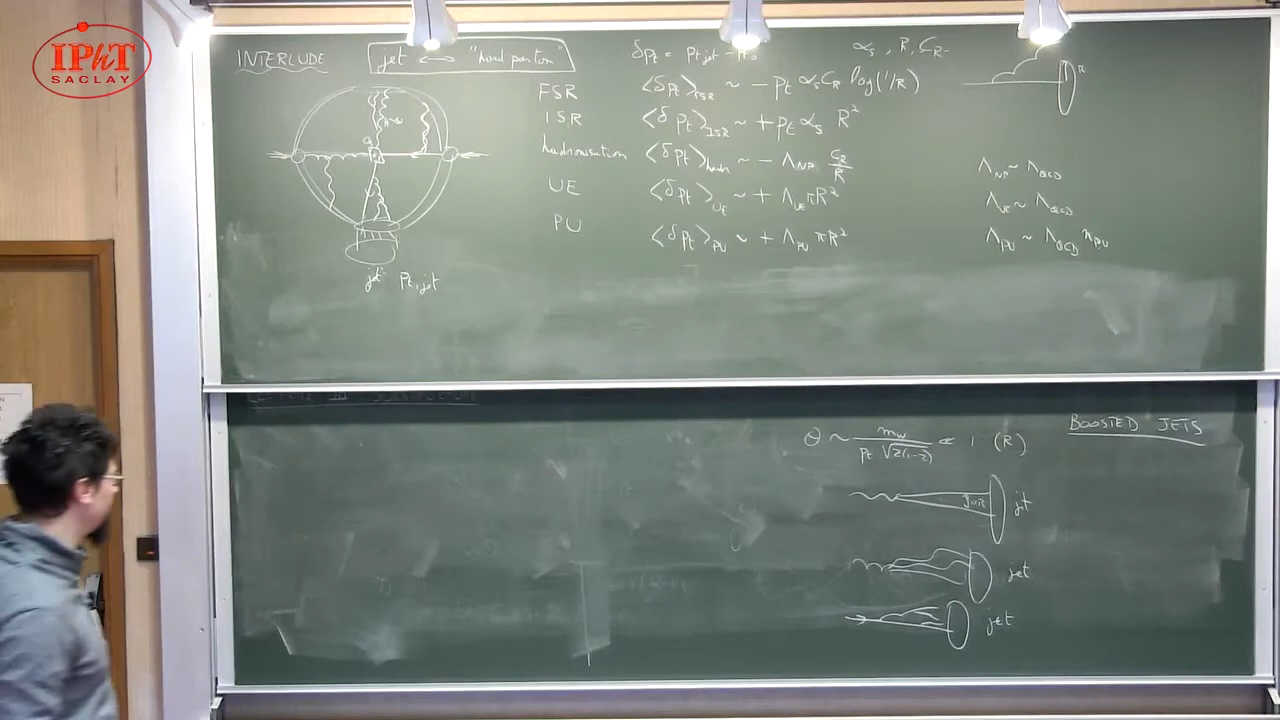 IPhT
SACLAY
INTERLUDE
jet ⟷ "hard parton"
δpt = pt,jet -
αs, R, CR
FSR ⟨δpt⟩FSR ~ - pt αs CR log(1/R)
R
ISR ⟨δpt⟩ISR ~ + pt αs R²
hadronisation ⟨δpt⟩hadr ~ - ΛNP CR/R
ΛNP ~ ΛQCD
UE ⟨δpt⟩UE ~ + ΛUE πR²
ΛUE ~ ΛQCD
PU ⟨δpt⟩PU ~ + ΛPU πR²
ΛPU ~ ΛQCD nPU
jet pt,jet
BOOSTED JETS
θ ~ mW / pt √z(1-z) ≪ 1 (R)
jet
jet
jet